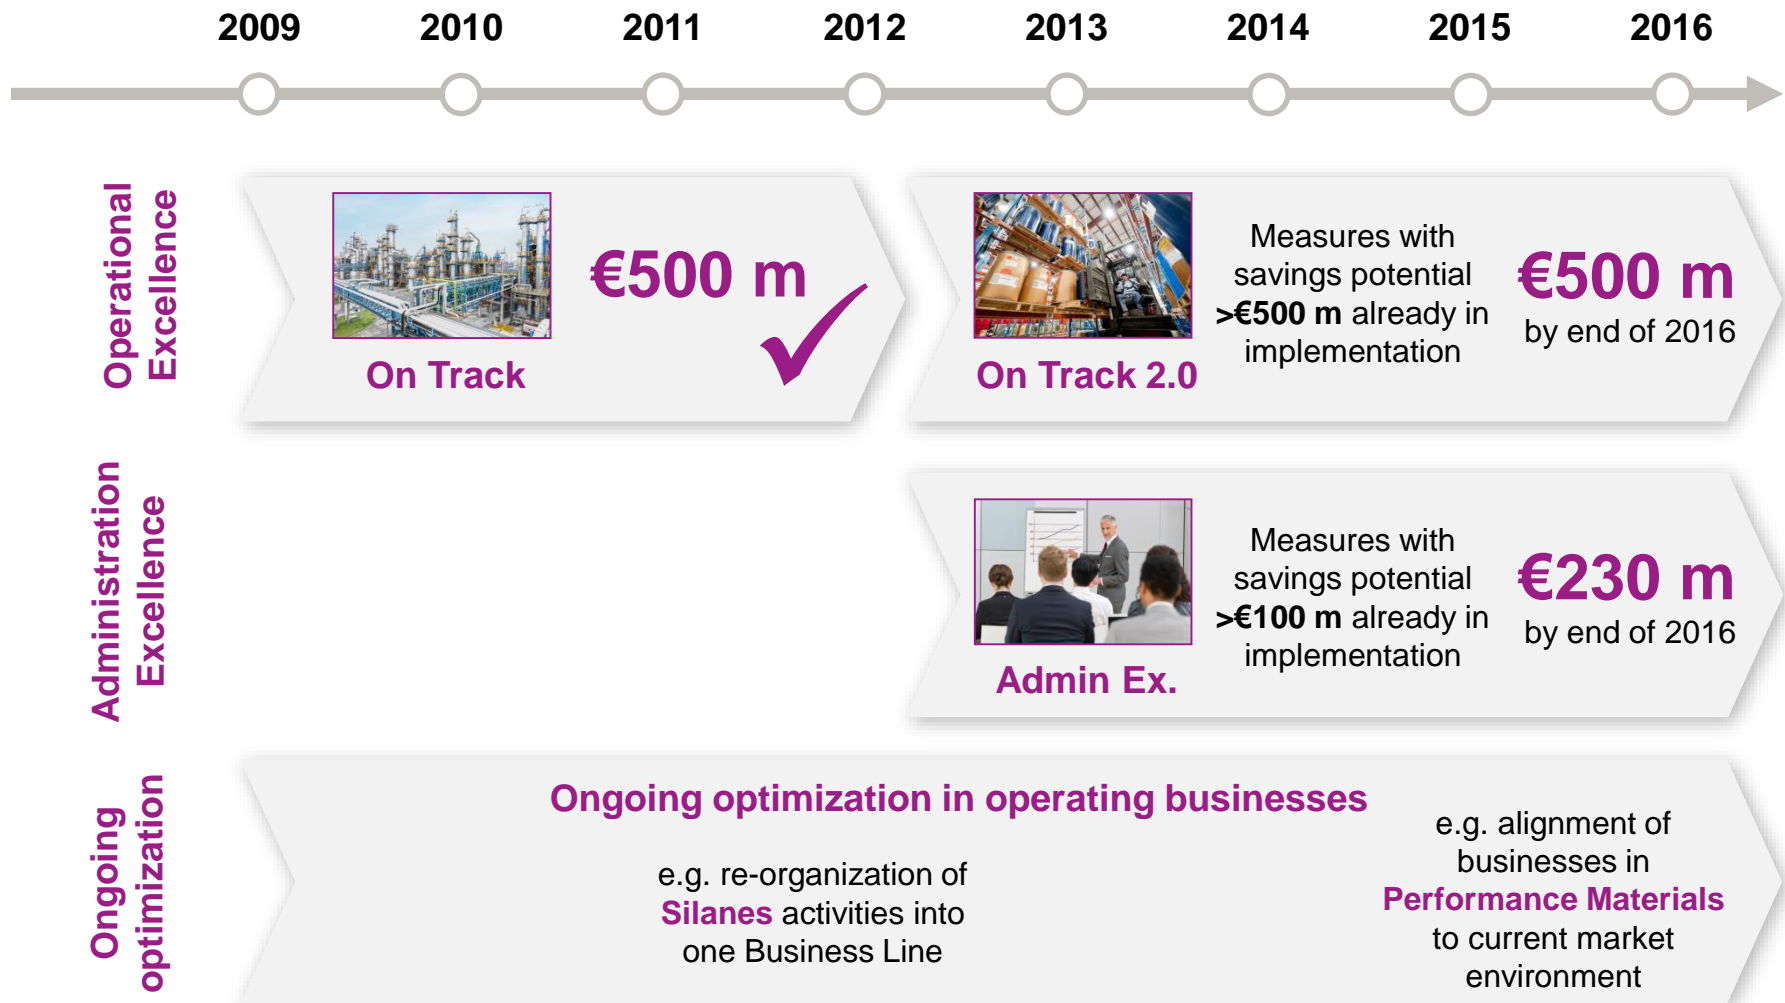 2009 2010 2011 2012 2013 2014 2015 2016
Operational
Excellence
€500 m
On Track
On Track 2.0
Measures with
savings potential
>€500 m already in
implementation
€500 m
by end of 2016
Administration
Excellence
Admin Ex.
Measures with
savings potential
>€100 m already in
implementation
€230 m
by end of 2016
Ongoing
optimization
Ongoing optimization in operating businesses
e.g. re-organization of
Silanes activities into
one Business Line
e.g. alignment of
businesses in
Performance Materials
to current market
environment